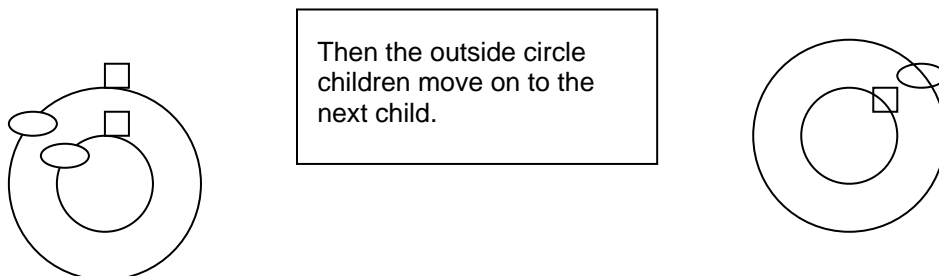 Then the outside circle
children move on to the
next child.